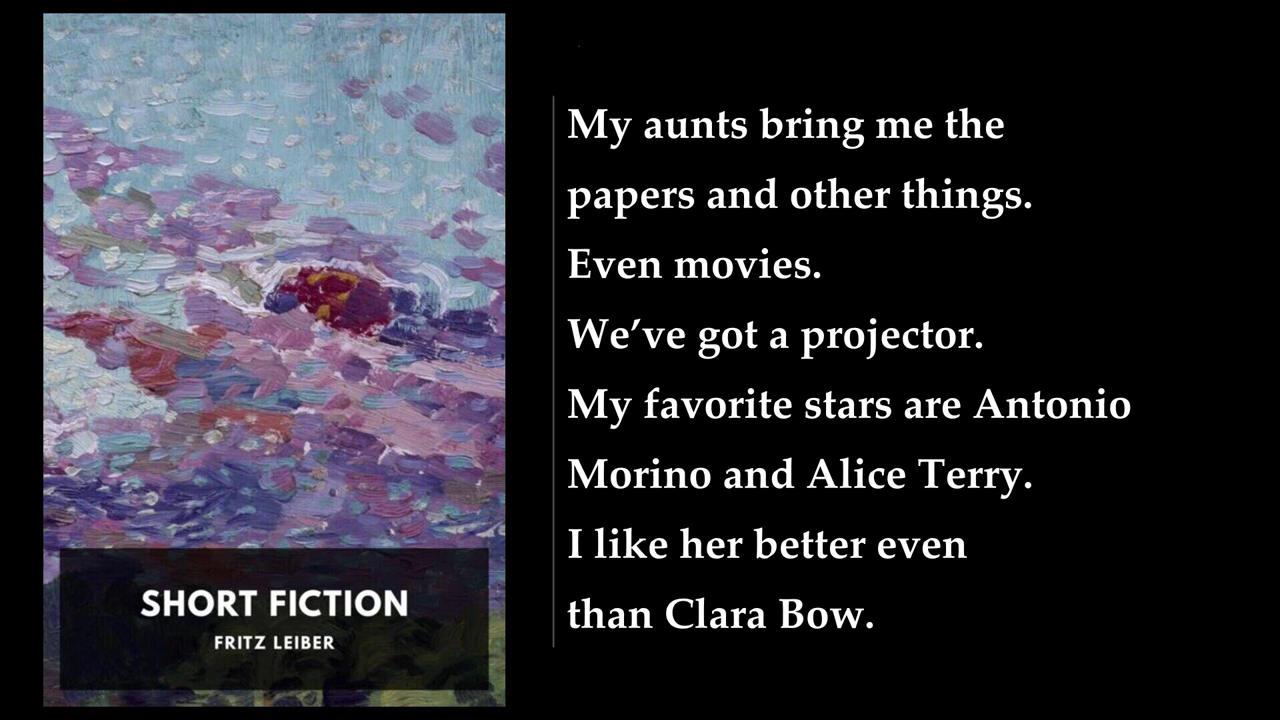 SHORT FICTION
FRITZ LEIBER
My aunts bring me the
papers and other things.
Even movies.
We’ve got a projector.
My favorite stars are Antonio
Morino and Alice Terry.
I like her better even
than Clara Bow.